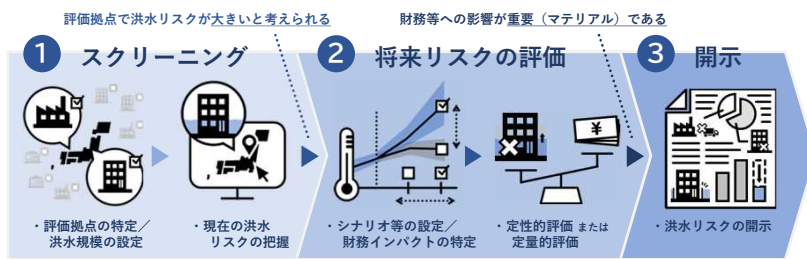 評価拠点で洪水リスクが大きいと考えられる
財務等への影響が重要（マテリアル）である
1 スクリーニング
2 将来リスクの評価
3 開示
¥
・評価拠点の特定／
洪水規模の設定
・現在の洪水
リスクの把握
・シナリオ等の設定／
財務インパクトの特定
・定性的評価 または
定量的評価
・洪水リスクの開示